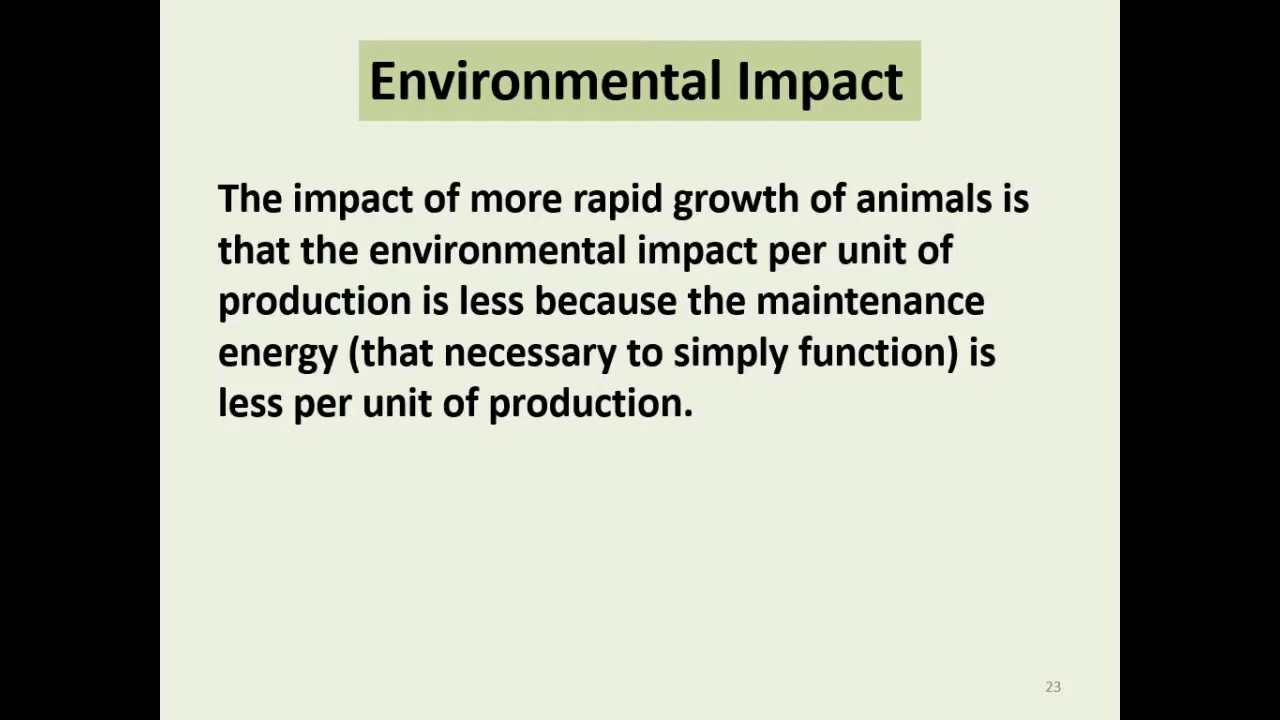 Environmental Impact
The impact of more rapid growth of animals is
that the environmental impact per unit of
production is less because the maintenance
energy (that necessary to simply function) is
less per unit of production.
23